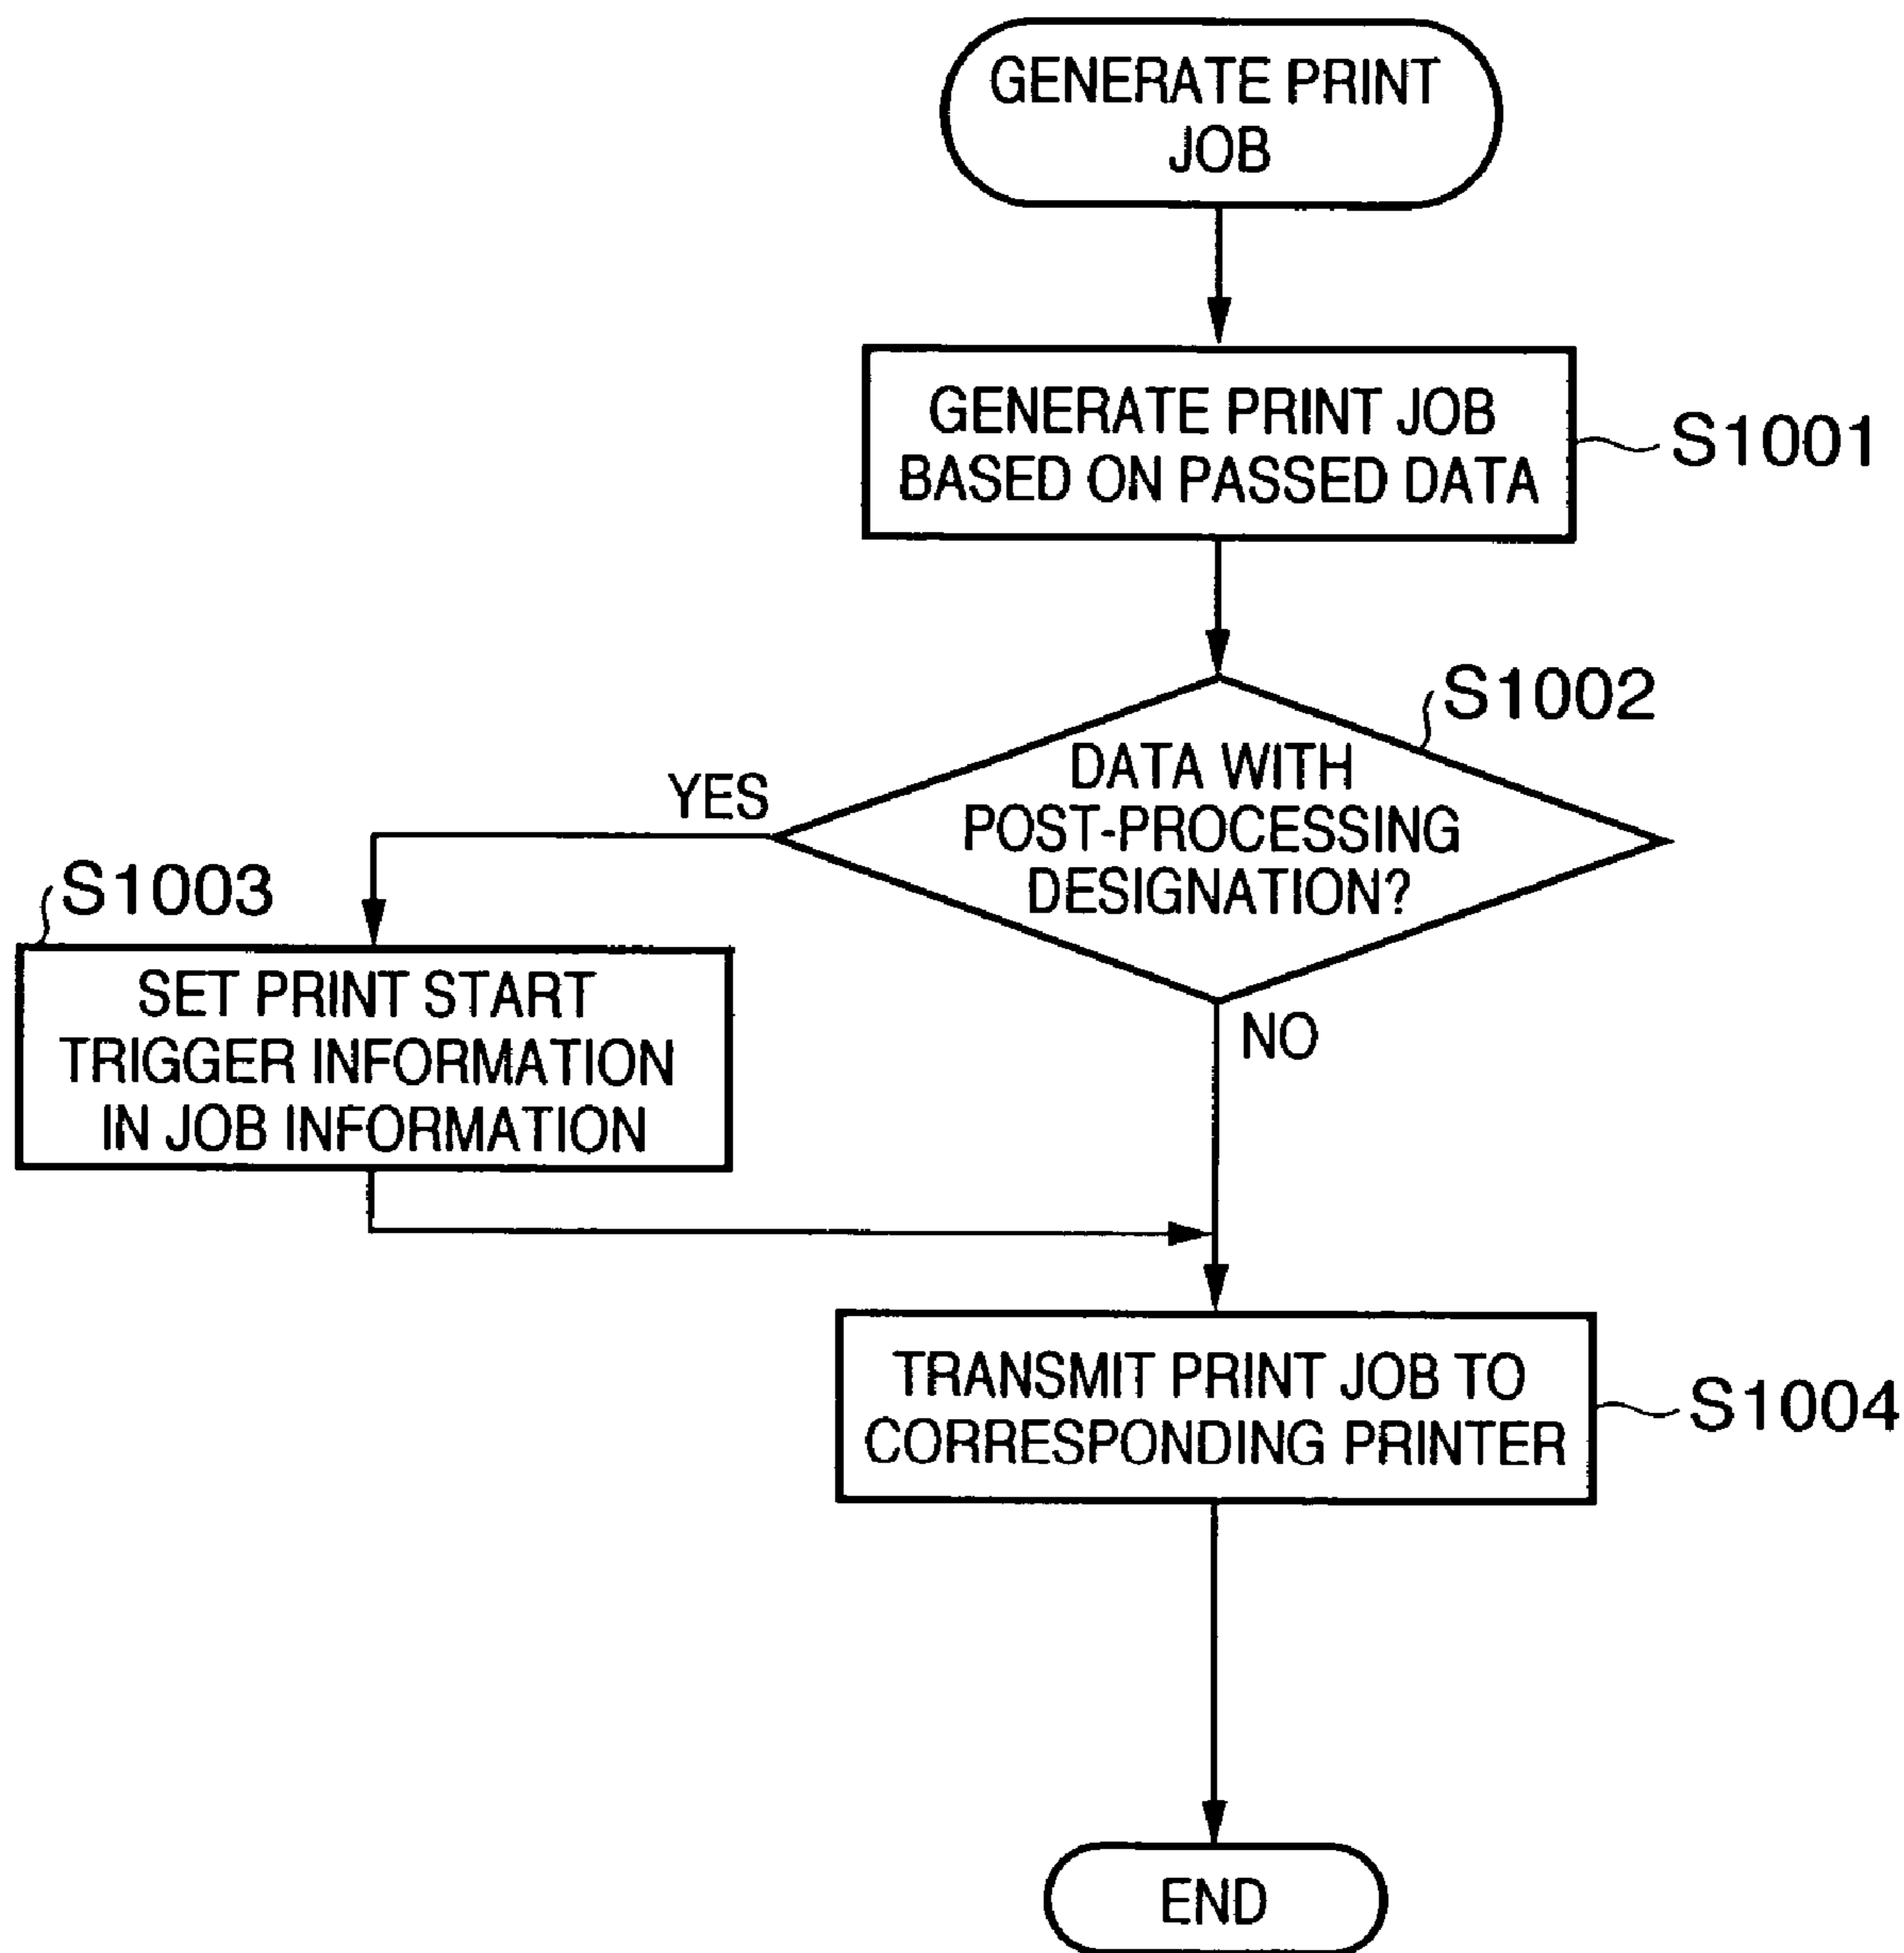 GENERATE PRINT
JOB
GENERATE PRINT JOB
BASED ON PASSED DATA
S1001
S1002
DATA WITH
POST-PROCESSING
DESIGNATION?
YES
S1003
SET PRINT START
TRIGGER INFORMATION
IN JOB INFORMATION
NO
TRANSMIT PRINT JOB TO
CORRESPONDING PRINTER
S1004
END